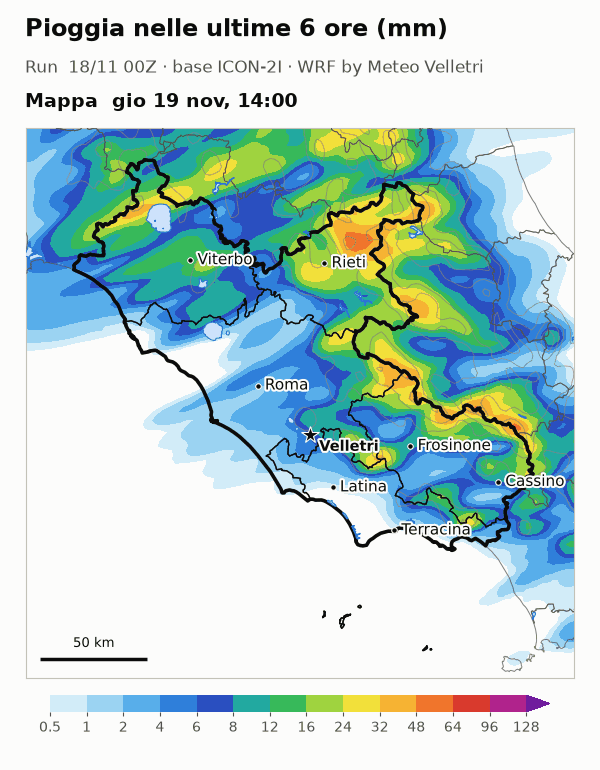 Pioggia nelle ultime 6 ore (mm)
Run  18/11 00Z · base ICON-2I · WRF by Meteo Velletri
Mappa  gio 19 nov, 14:00
Viterbo
Rieti
Roma
Velletri
Frosinone
Cassino
Latina
Terracina
50 km
0.5 1 2 4 6 8 12 16 24 32 48 64 96 128